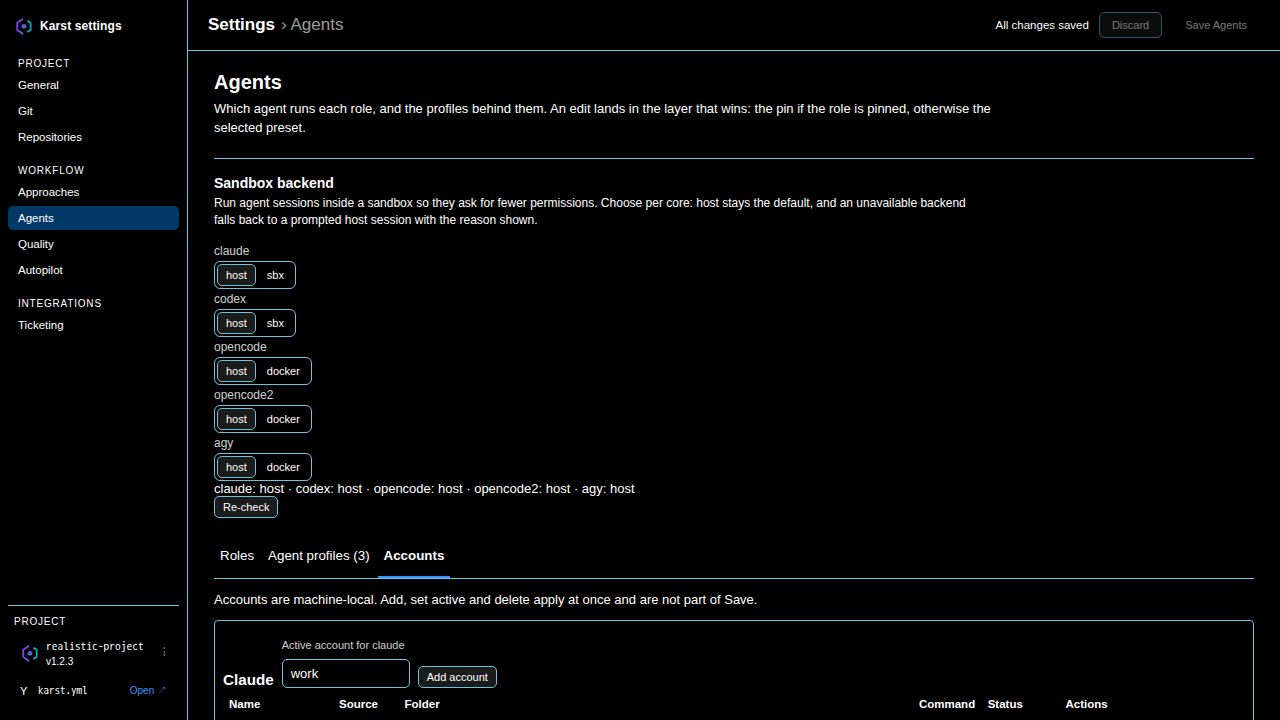 Karst settings
PROJECT
General
Git
Repositories
WORKFLOW
Approaches
Agents
Quality
Autopilot
INTEGRATIONS
Ticketing
PROJECT
realistic-project
v1.2.3
Y karst.yml Open ↗
Settings › Agents
All changes saved Discard Save Agents
Agents
Which agent runs each role, and the profiles behind them. An edit lands in the layer that wins: the pin if the role is pinned, otherwise the
selected preset.
Sandbox backend
Run agent sessions inside a sandbox so they ask for fewer permissions. Choose per core: host stays the default, and an unavailable backend
falls back to a prompted host session with the reason shown.
claude
host sbx
codex
host sbx
opencode
host docker
opencode2
host docker
agy
host docker
claude: host · codex: host · opencode: host · opencode2: host · agy: host
Re-check
Roles Agent profiles (3) Accounts
Accounts are machine-local. Add, set active and delete apply at once and are not part of Save.
Active account for claude
Claude work Add account
Name Source Folder Command Status Actions